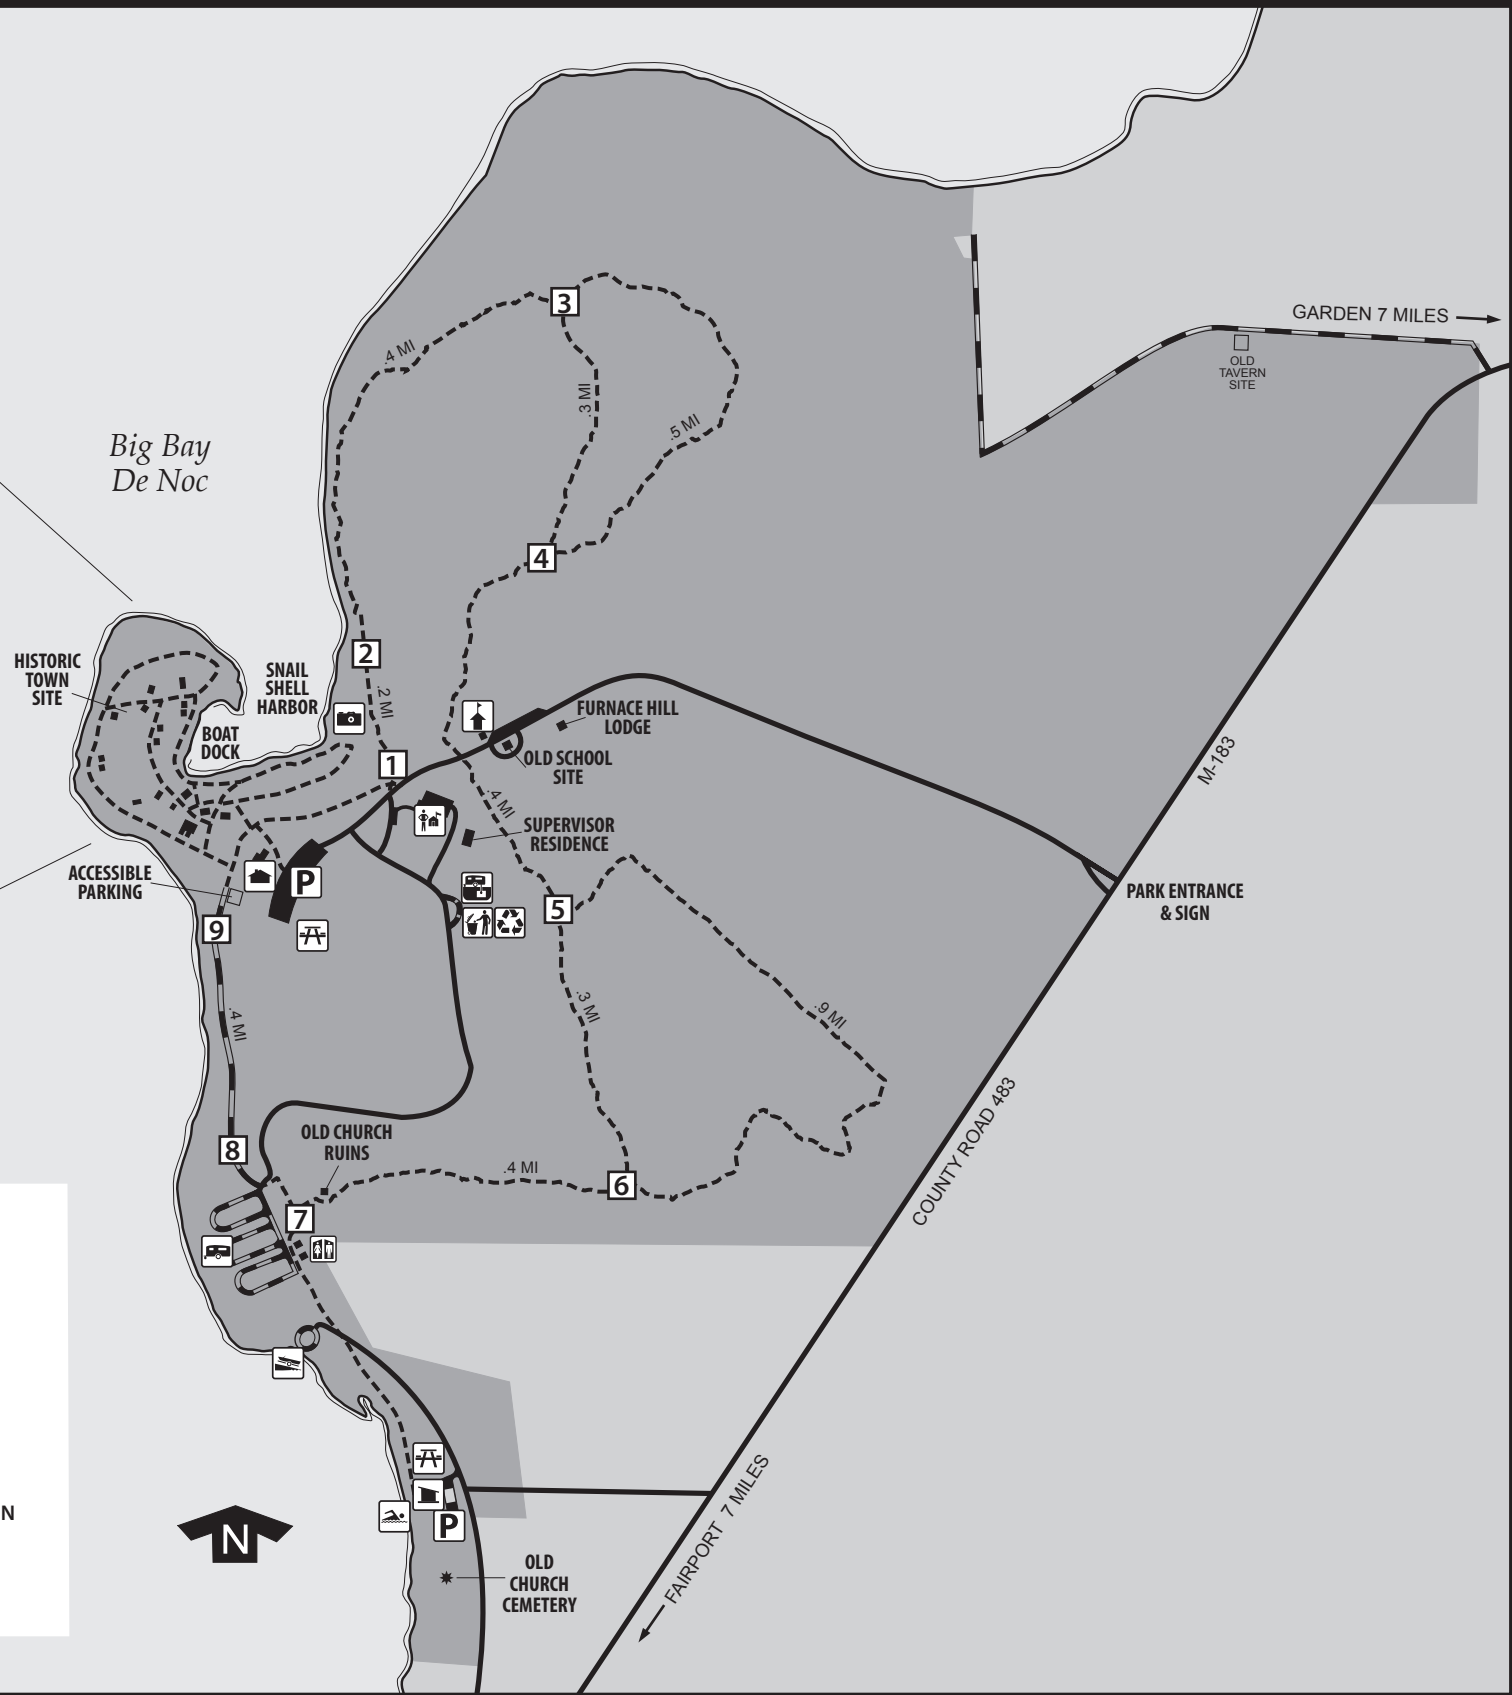 GARDEN 7 MILES
OLD
TAVERN
SITE
3
.4 MI
.3 MI
.5 MI
Big Bay
De Noc
4
2
HISTORIC
TOWN
SITE
SNAIL
SHELL
HARBOR
.2 MI
BOAT
DOCK
FURNACE HILL
LODGE
1
OLD SCHOOL
SITE
M-183
.4 MI
SUPERVISOR
RESIDENCE
ACCESSIBLE
PARKING
P
PARK ENTRANCE
& SIGN
5
9
.3 MI
.9 MI
.4 MI
COUNTY ROAD 483
OLD CHURCH
RUINS
8
.4 MI
6
7
FAIRPORT 7 MILES
N
P
N
OLD
CHURCH
CEMETERY